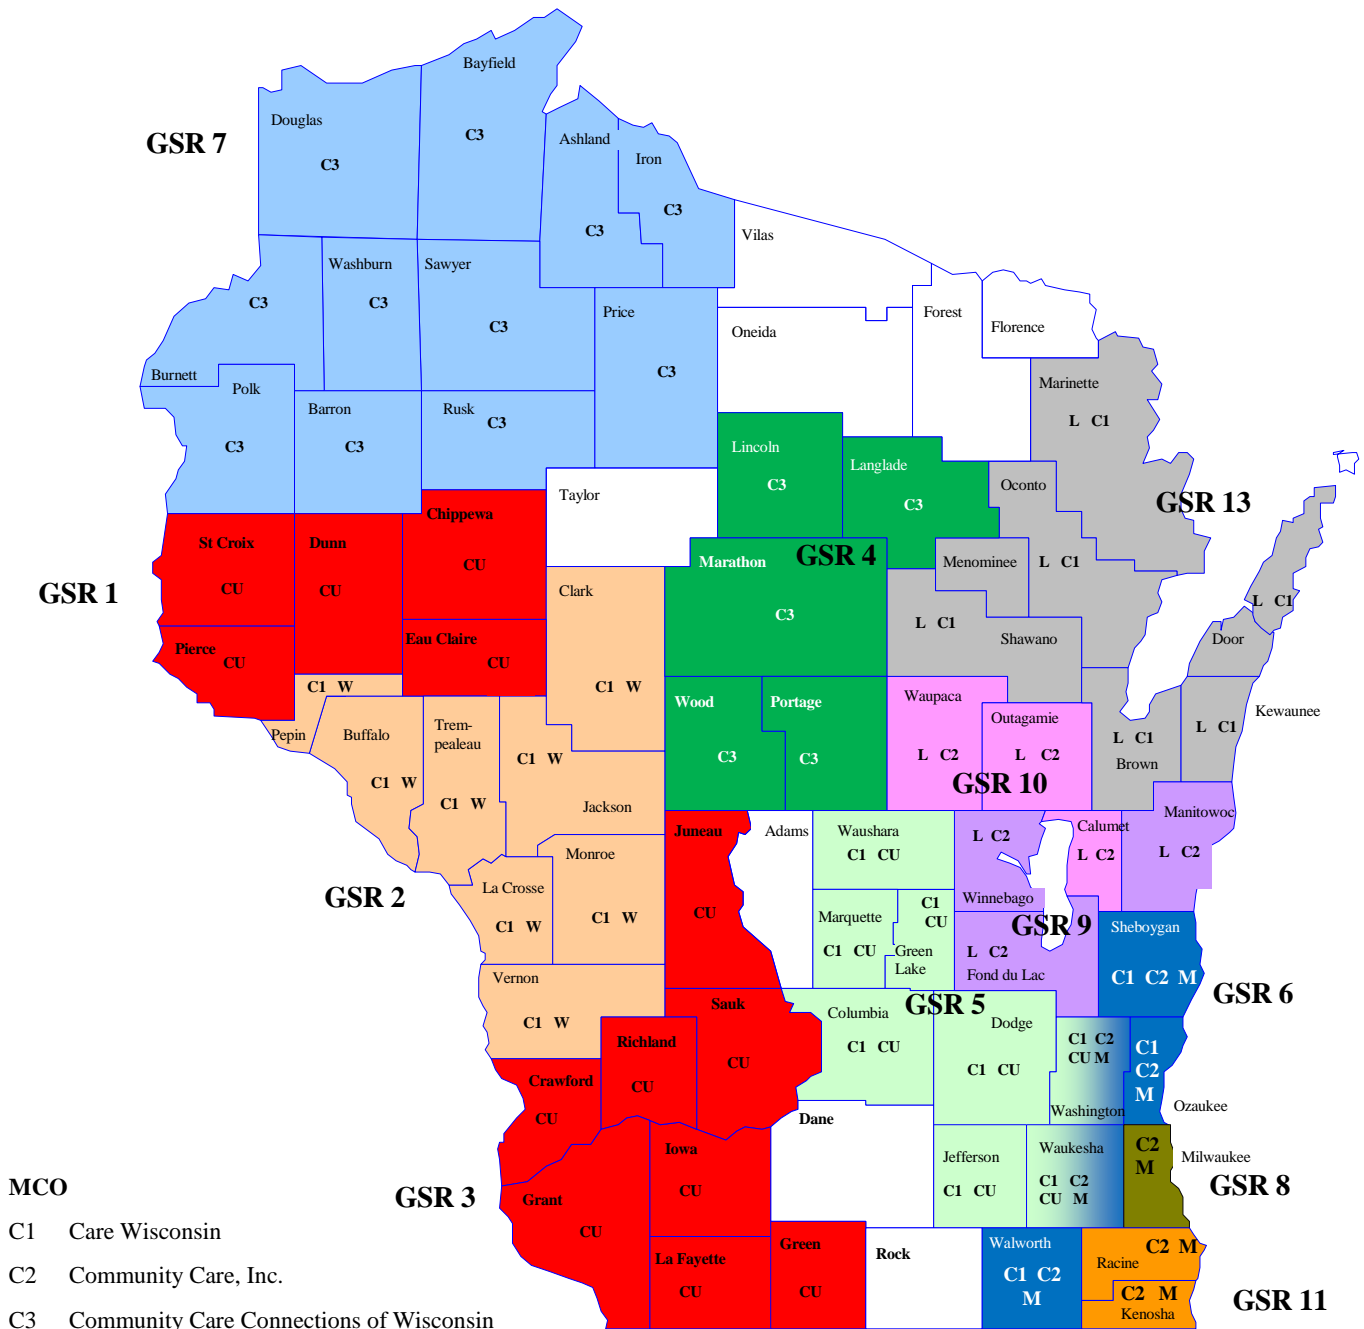 Bayfield
Douglas
C3
GSR 7
C3
Ashland
Iron
C3
C3
Vilas
Washburn
Sawyer
C3
C3
C3
Price
Forest
Florence
Oneida
C3
Burnett
Polk
Marinette
Barron
Rusk
C3
L C1
C3
C3
Lincoln
Langlade
C3
C3
Oconto
Taylor
GSR 13
Chippewa
St Croix
Dunn
CU
GSR 4
Marathon
Menominee
L C1
GSR 1
CU
CU
Clark
C3
L C1
L C1
Eau Claire
Shawano
Door
Pierce
CU
CU
C1 W
C1 W
Wood
Portage
Waupaca
Outagamie
Kewaunee
Pepin
Buffalo
Trem-
pealeau
C1 W
C3
C3
L C2
L C2
L C1
L C1
Brown
C1 W
GSR 10
C1 W
Jackson
Manitowoc
Juneau
Adams
Waushara
L C2
Calumet
C1 CU
L C2
L C2
Monroe
GSR 2
La Crosse
Winnebago
C1 W
C1 W
CU
Marquette
C1
CU
GSR 9
Sheboygan
C1 CU
Green
Lake
L C2
Fond du Lac
C1 C2 M
Vernon
GSR 6
Sauk
GSR 5
C1 W
Columbia
Dodge
Richland
C1 CU
C1 C2
CU M
C1
C2
M
CU
C1 CU
Crawford
CU
Washington
Ozaukee
CU
Dane
Iowa
Jefferson
Waukesha
C2
M
Milwaukee
MCO
GSR 3
Grant
CU
C1 CU
C1 C2
CU M
GSR 8
C1 Care Wisconsin
CU
La Fayette
Green
Rock
Walworth
C2 M
Racine
C2 Community Care, Inc.
CU
CU
C1 C2
M
C2 M
Kenosha
GSR 11
C3 Community Care Connections of Wisconsin